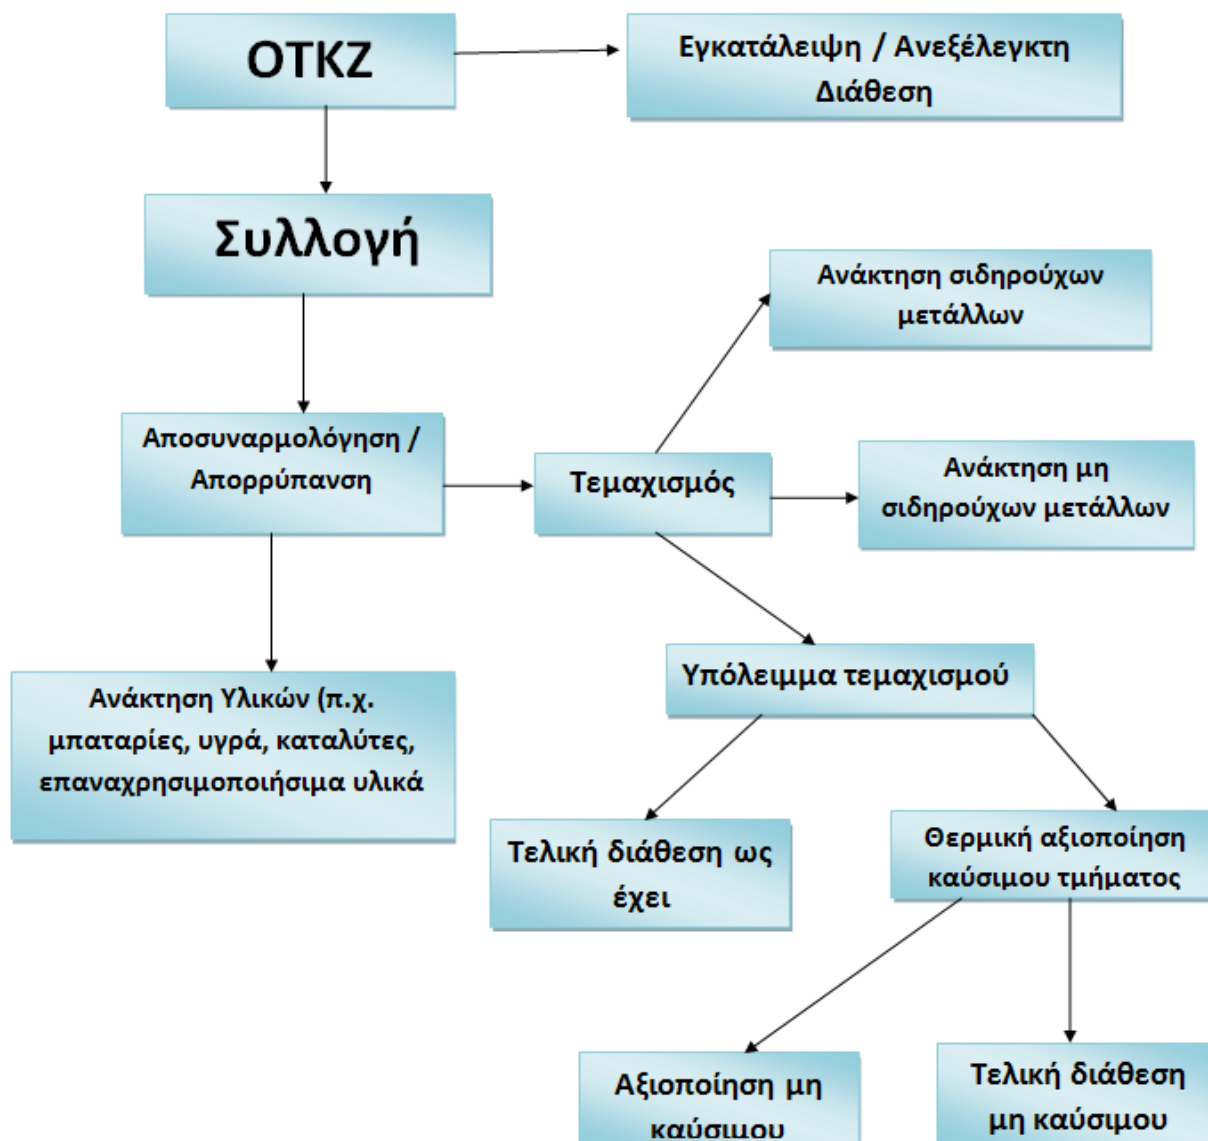 ΟΤΚΖ
Εγκατάλειψη / Ανεξέλεγκτη
Διάθεση
Συλλογή
Ανάκτηση σιδηρούχων
μετάλλων
Αποσυναρμολόγηση /
Απορρύπανση
Τεμαχισμός
Ανάκτηση μη
σιδηρούχων μετάλλων
Υπόλειμμα τεμαχισμού
Ανάκτηση Υλικών (π.χ.
μπαταρίες, υγρά, καταλύτες,
επαναχρησιμοποιήσιμα υλικά
Τελική διάθεση ως
έχει
Θερμική αξιοποίηση
καύσιμου τμήματος
Αξιοποίηση μη
καύσιμου
Τελική διάθεση
μη καύσιμου